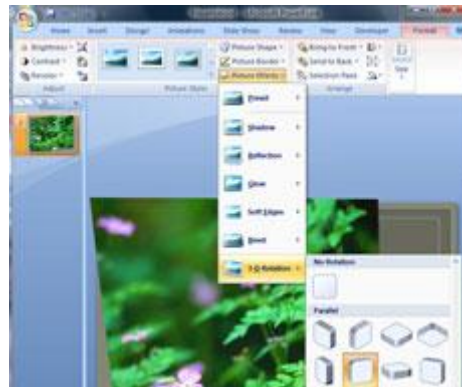 Home Insert Design Animations Slide Show Review View Developer Format
Brightness
Contrast
Recolor
Picture Shape
Picture Border
Picture Effects
Bring to Front
Send to Back
Selection Pane
Size
Adjust
Picture Styles
Arrange
Preset
Shadow
Reflection
Glow
Soft Edges
Bevel
3-D Rotation
No Rotation
Parallel